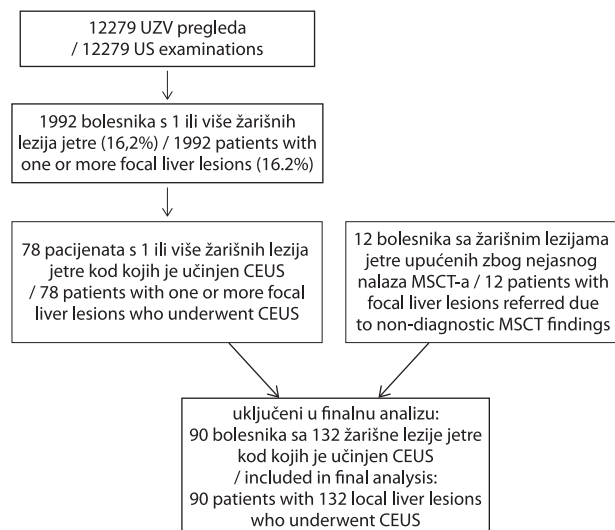 12279 UZV pregleda
/ 12279 US examinations
1992 bolesnika s 1 ili više žarišnih
lezija jetre (16,2%) / 1992 patients with
one or more focal liver lesions (16.2%)
78 pacijenata s 1 ili više žarišnih lezija
jetre kod kojih je učinjen CEUS
/ 78 patients with one or more focal
liver lesions who underwent CEUS
12 bolesnika sa žarišnim lezijama
jetre upućenih zbog nejasnog
nalaza MSCT-a / 12 patients with
focal liver lesions referred due
to non-diagnostic MSCT findings
uključeni u finalnu analizu:
90 bolesnika sa 132 žarišne lezije jetre
kod kojih je učinjen CEUS
/ included in final analysis:
90 patients with 132 local liver lesions
who underwent CEUS